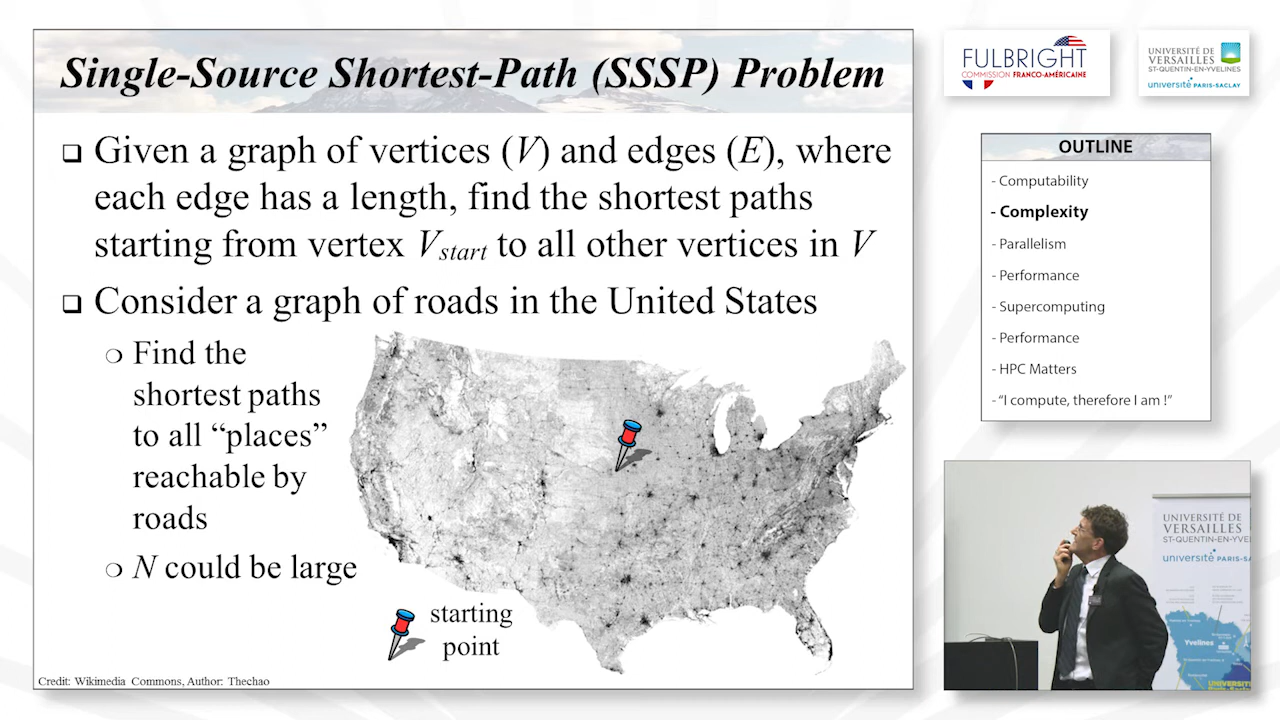 Single-Source Shortest-Path (SSSP) Problem
❑ Given a graph of vertices (V) and edges (E), where
each edge has a length, find the shortest paths
starting from vertex Vstart to all other vertices in V
❑ Consider a graph of roads in the United States
❍ Find the
shortest paths
to all “places”
reachable by
roads
❍ N could be large
starting
point
Credit: Wikimedia Commons, Author: Thechao
FULBRIGHT
COMMISSION FRANCO-AMÉRICAINE
UNIVERSITÉ DE
VERSAILLES
ST-QUENTIN-EN-YVELINES
université PARIS-SACLAY
OUTLINE
- Computability
- Complexity
- Parallelism
- Performance
- Supercomputing
- Performance
- HPC Matters
- “I compute, therefore I am !”
UNIVERSITÉ DE
VERSAILLES
ST-QUENTIN-EN-YVE
université PARIS-SA
Yvelines